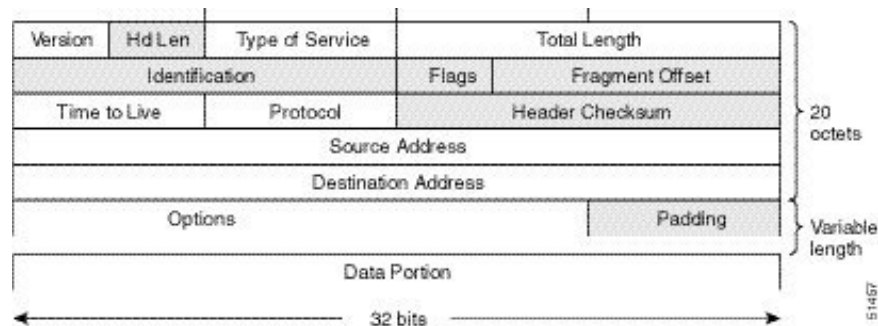 Version Hd Len Type of Service Total Length
Identification Flags Fragment Offset
Time to Live Protocol Header Checksum
20 octets
Source Address
Destination Address
Options Padding
Variable length
Data Portion
32 bits
51457